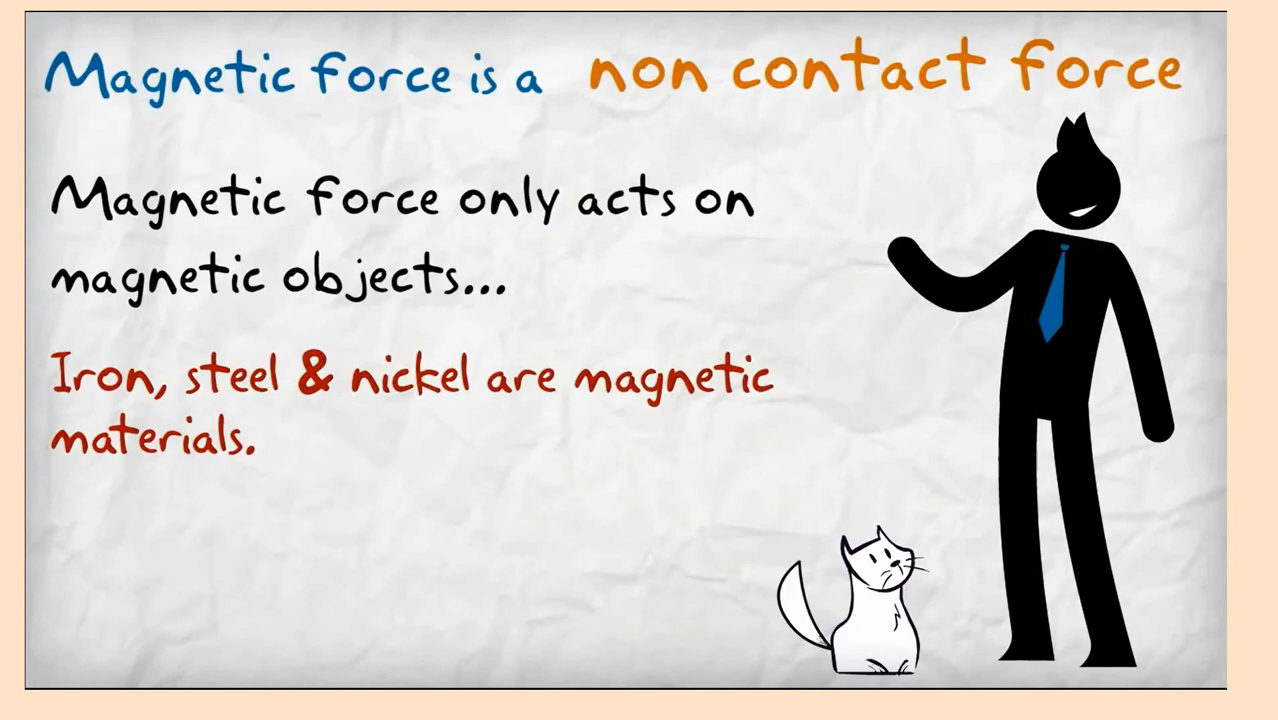 Magnetic force is a non contact force
Magnetic force only acts on
magnetic objects...
Iron, steel & nickel are magnetic
materials.